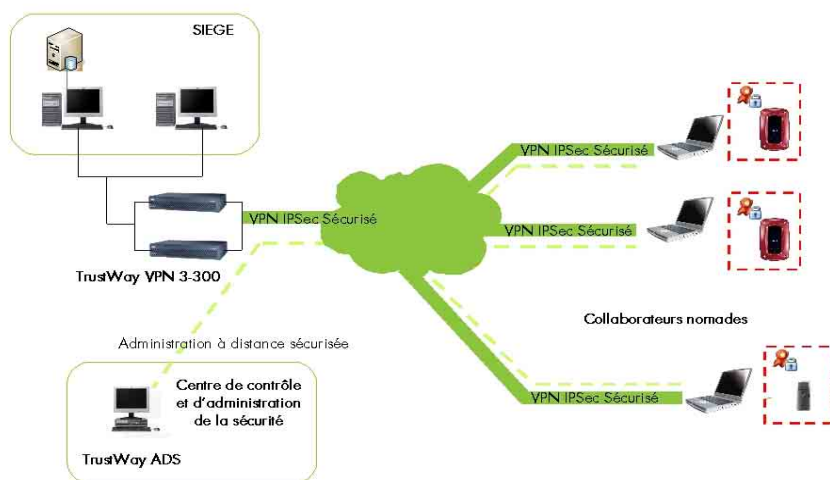 SIEGE
VPN IPSec Sécurisé
VPN IPSec Sécurisé
VPN IPSec Sécurisé
TrustWay VPN 3-300
Collaborateurs nomades
Administration à distance sécurisée
Centre de contrôle
et d'administration
de la sécurité
VPN IPSec Sécurisé
TrustWay ADS